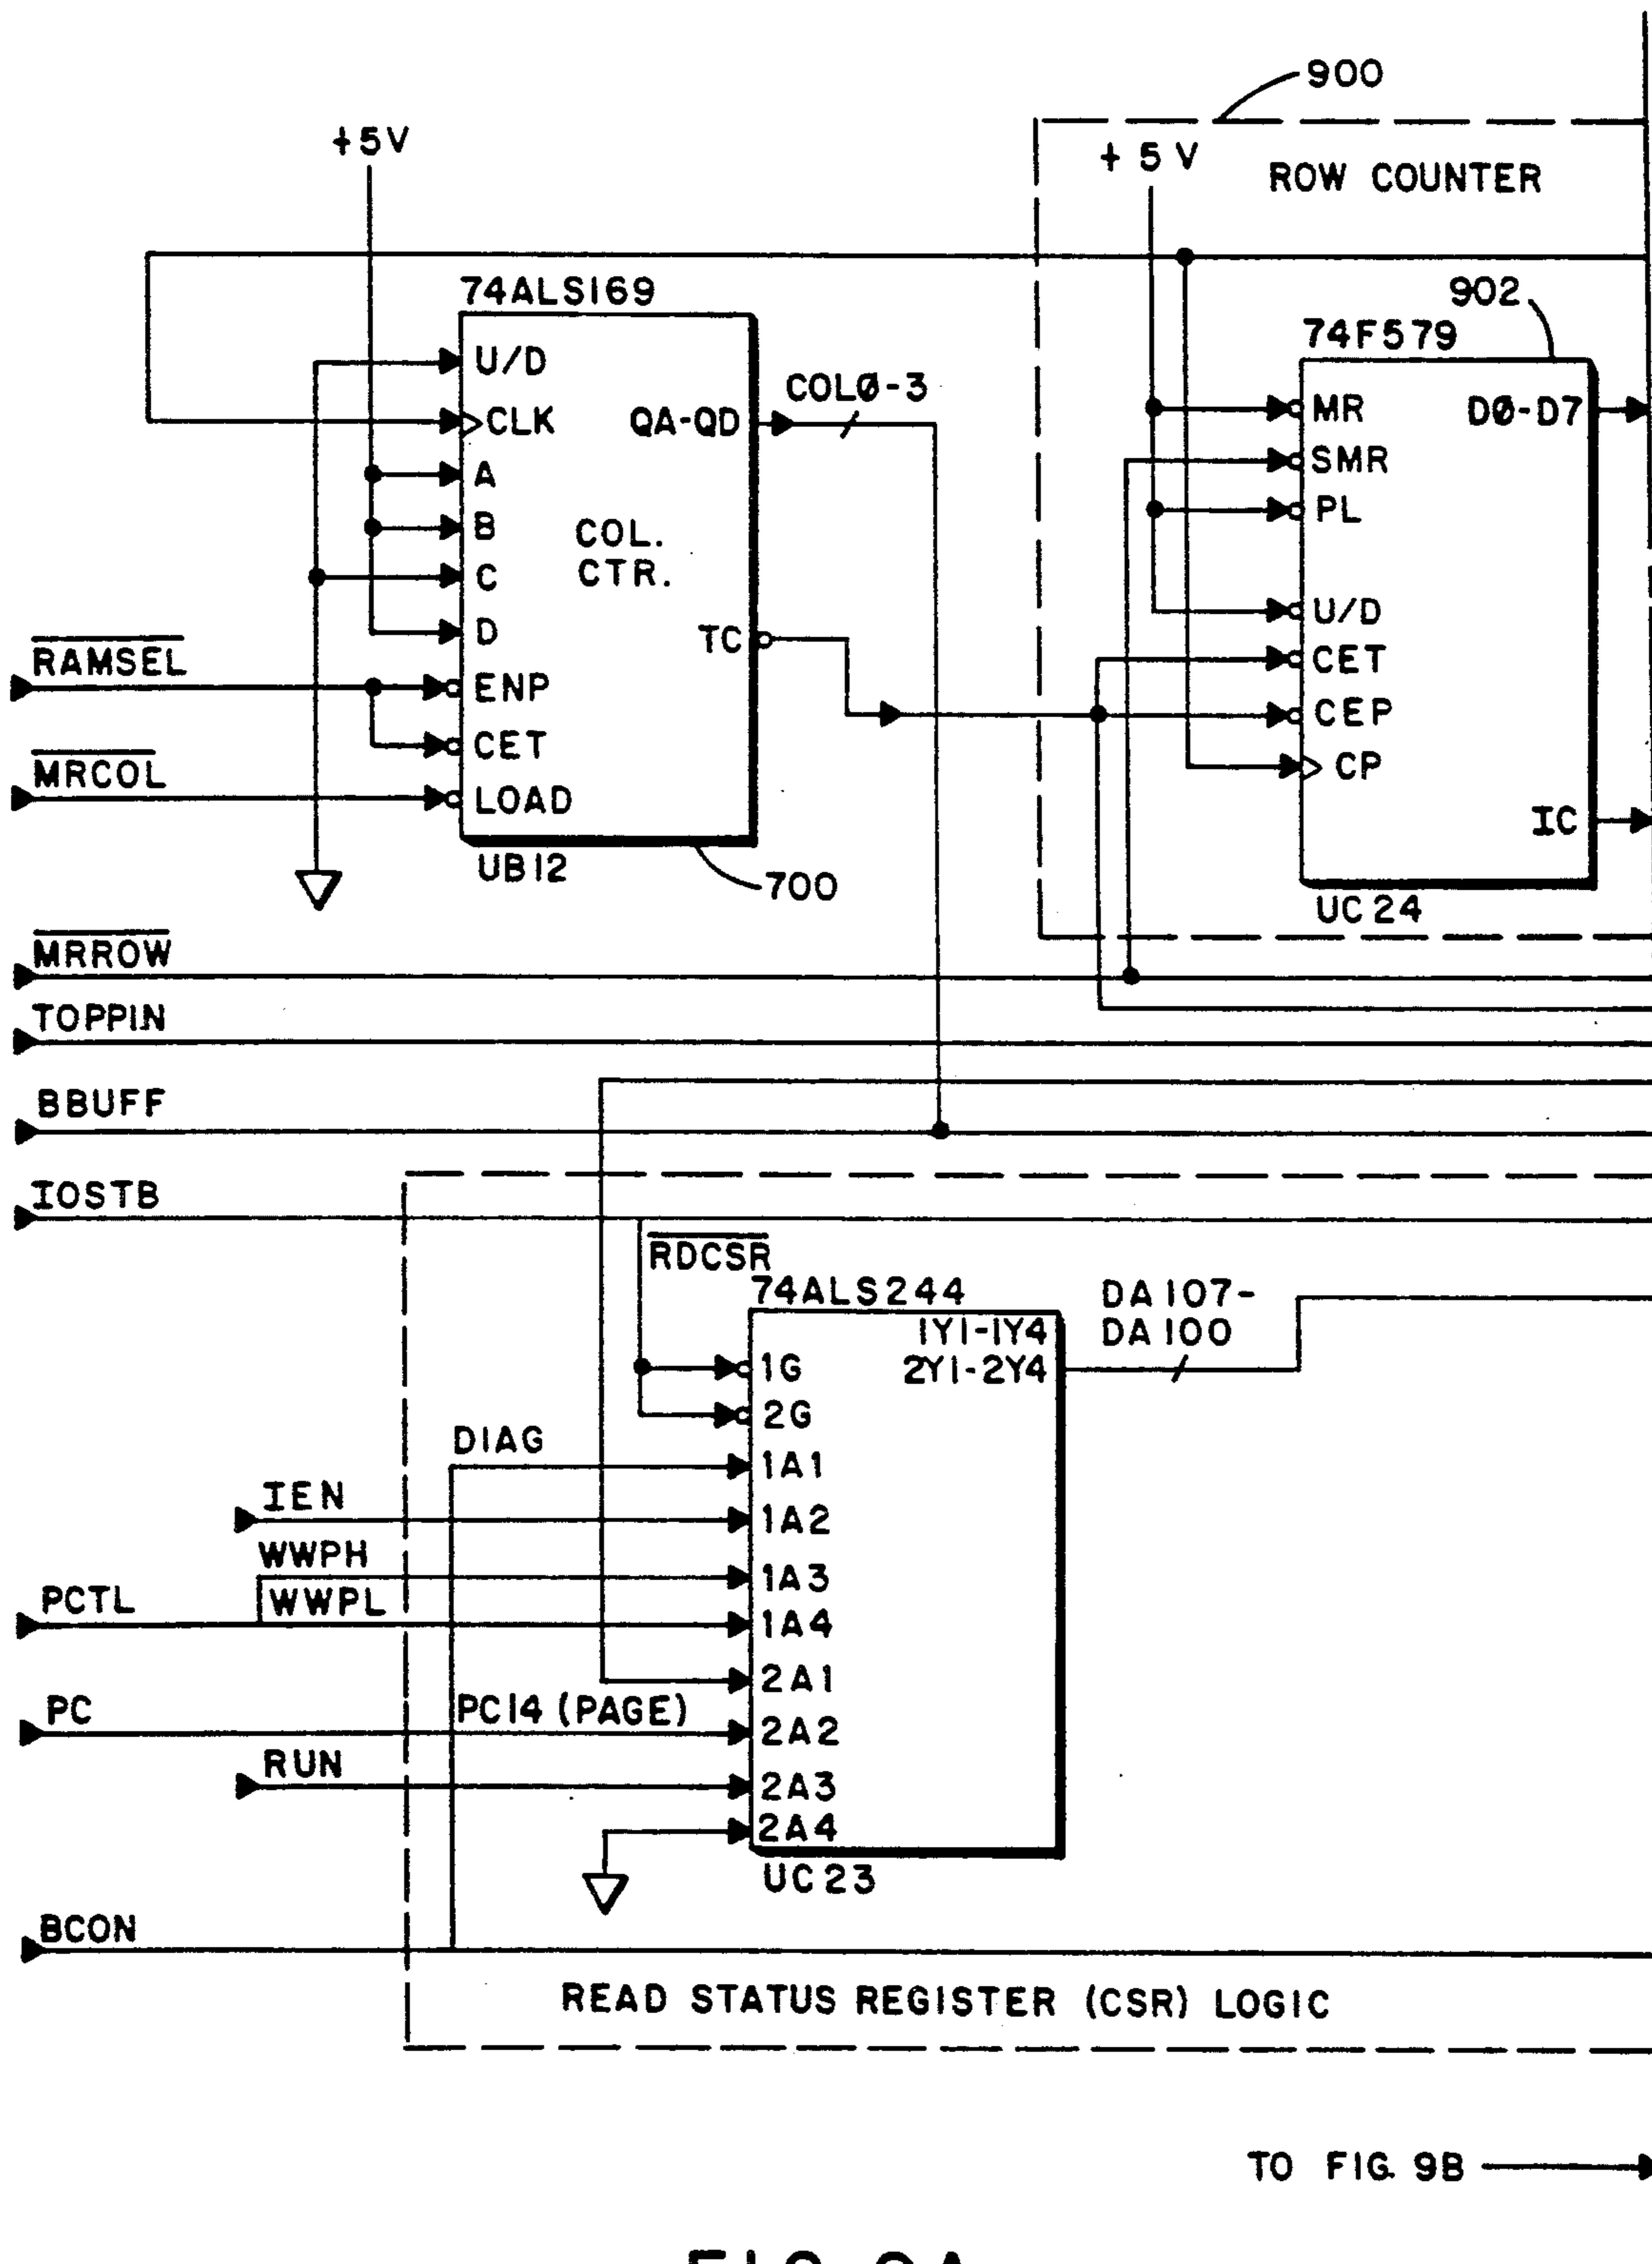 900
+5V
+ 5 V
ROW COUNTER
74ALS169
902
74F579
U/D
CLK
QA-QD
COLØ-3
A
B
C
D
COL.
CTR.
TC
RAMSEL
ENP
CET
MRCOL
LOAD
UB12
700
MR
DØ-D7
SMR
PL
U/D
CET
CEP
CP
IC
UC24
MRROW
TOPPIN
BBUFF
IOSTB
RDCSR
74ALS244
1Y1-1Y4
2Y1-2Y4
DA107-
DA100
1G
2G
DIAG
1A1
IEN
1A2
WWPH
1A3
PCTL
WWPL
1A4
2A1
PC
PC14 (PAGE)
2A2
RUN
2A3
2A4
UC23
BCON
READ STATUS REGISTER (CSR) LOGIC
TO FIG. 9B